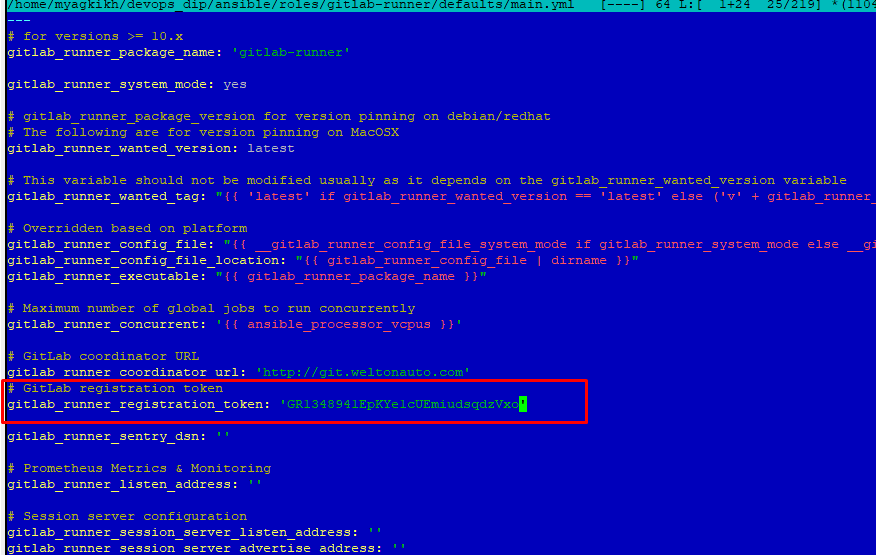 /home/myagkikh/devops_dip/ansible/roles/gitlab-runner/defaults/main.yml [----] 64 L:[ 1+24 25/219] *(1104
---
# for versions >= 10.x
gitlab_runner_package_name: 'gitlab-runner'
gitlab_runner_system_mode: yes
# gitlab_runner_package_version for version pinning on debian/redhat
# The following are for version pinning on MacOSX
gitlab_runner_wanted_version: latest
# This variable should not be modified usually as it depends on the gitlab_runner_wanted_version variable
gitlab_runner_wanted_tag: "{{ 'latest' if gitlab_runner_wanted_version == 'latest' else ('v' + gitlab_runner_
# Overridden based on platform
gitlab_runner_config_file: "{{ __gitlab_runner_config_file_system_mode if gitlab_runner_system_mode else __gi
gitlab_runner_config_file_location: "{{ gitlab_runner_config_file | dirname }}"
gitlab_runner_executable: "{{ gitlab_runner_package_name }}"
# Maximum number of global jobs to run concurrently
gitlab_runner_concurrent: '{{ ansible_processor_vcpus }}'
# GitLab coordinator URL
gitlab_runner_coordinator_url: 'http://git.weltonauto.com'
# GitLab registration token
gitlab_runner_registration_token: 'GR1348941EpKYe1cUEmiudsqdzVxo'
gitlab_runner_sentry_dsn: ''
# Prometheus Metrics & Monitoring
gitlab_runner_listen_address: ''
# Session server configuration
gitlab_runner_session_server_listen_address: ''
gitlab_runner_session_server_advertise_address: ''